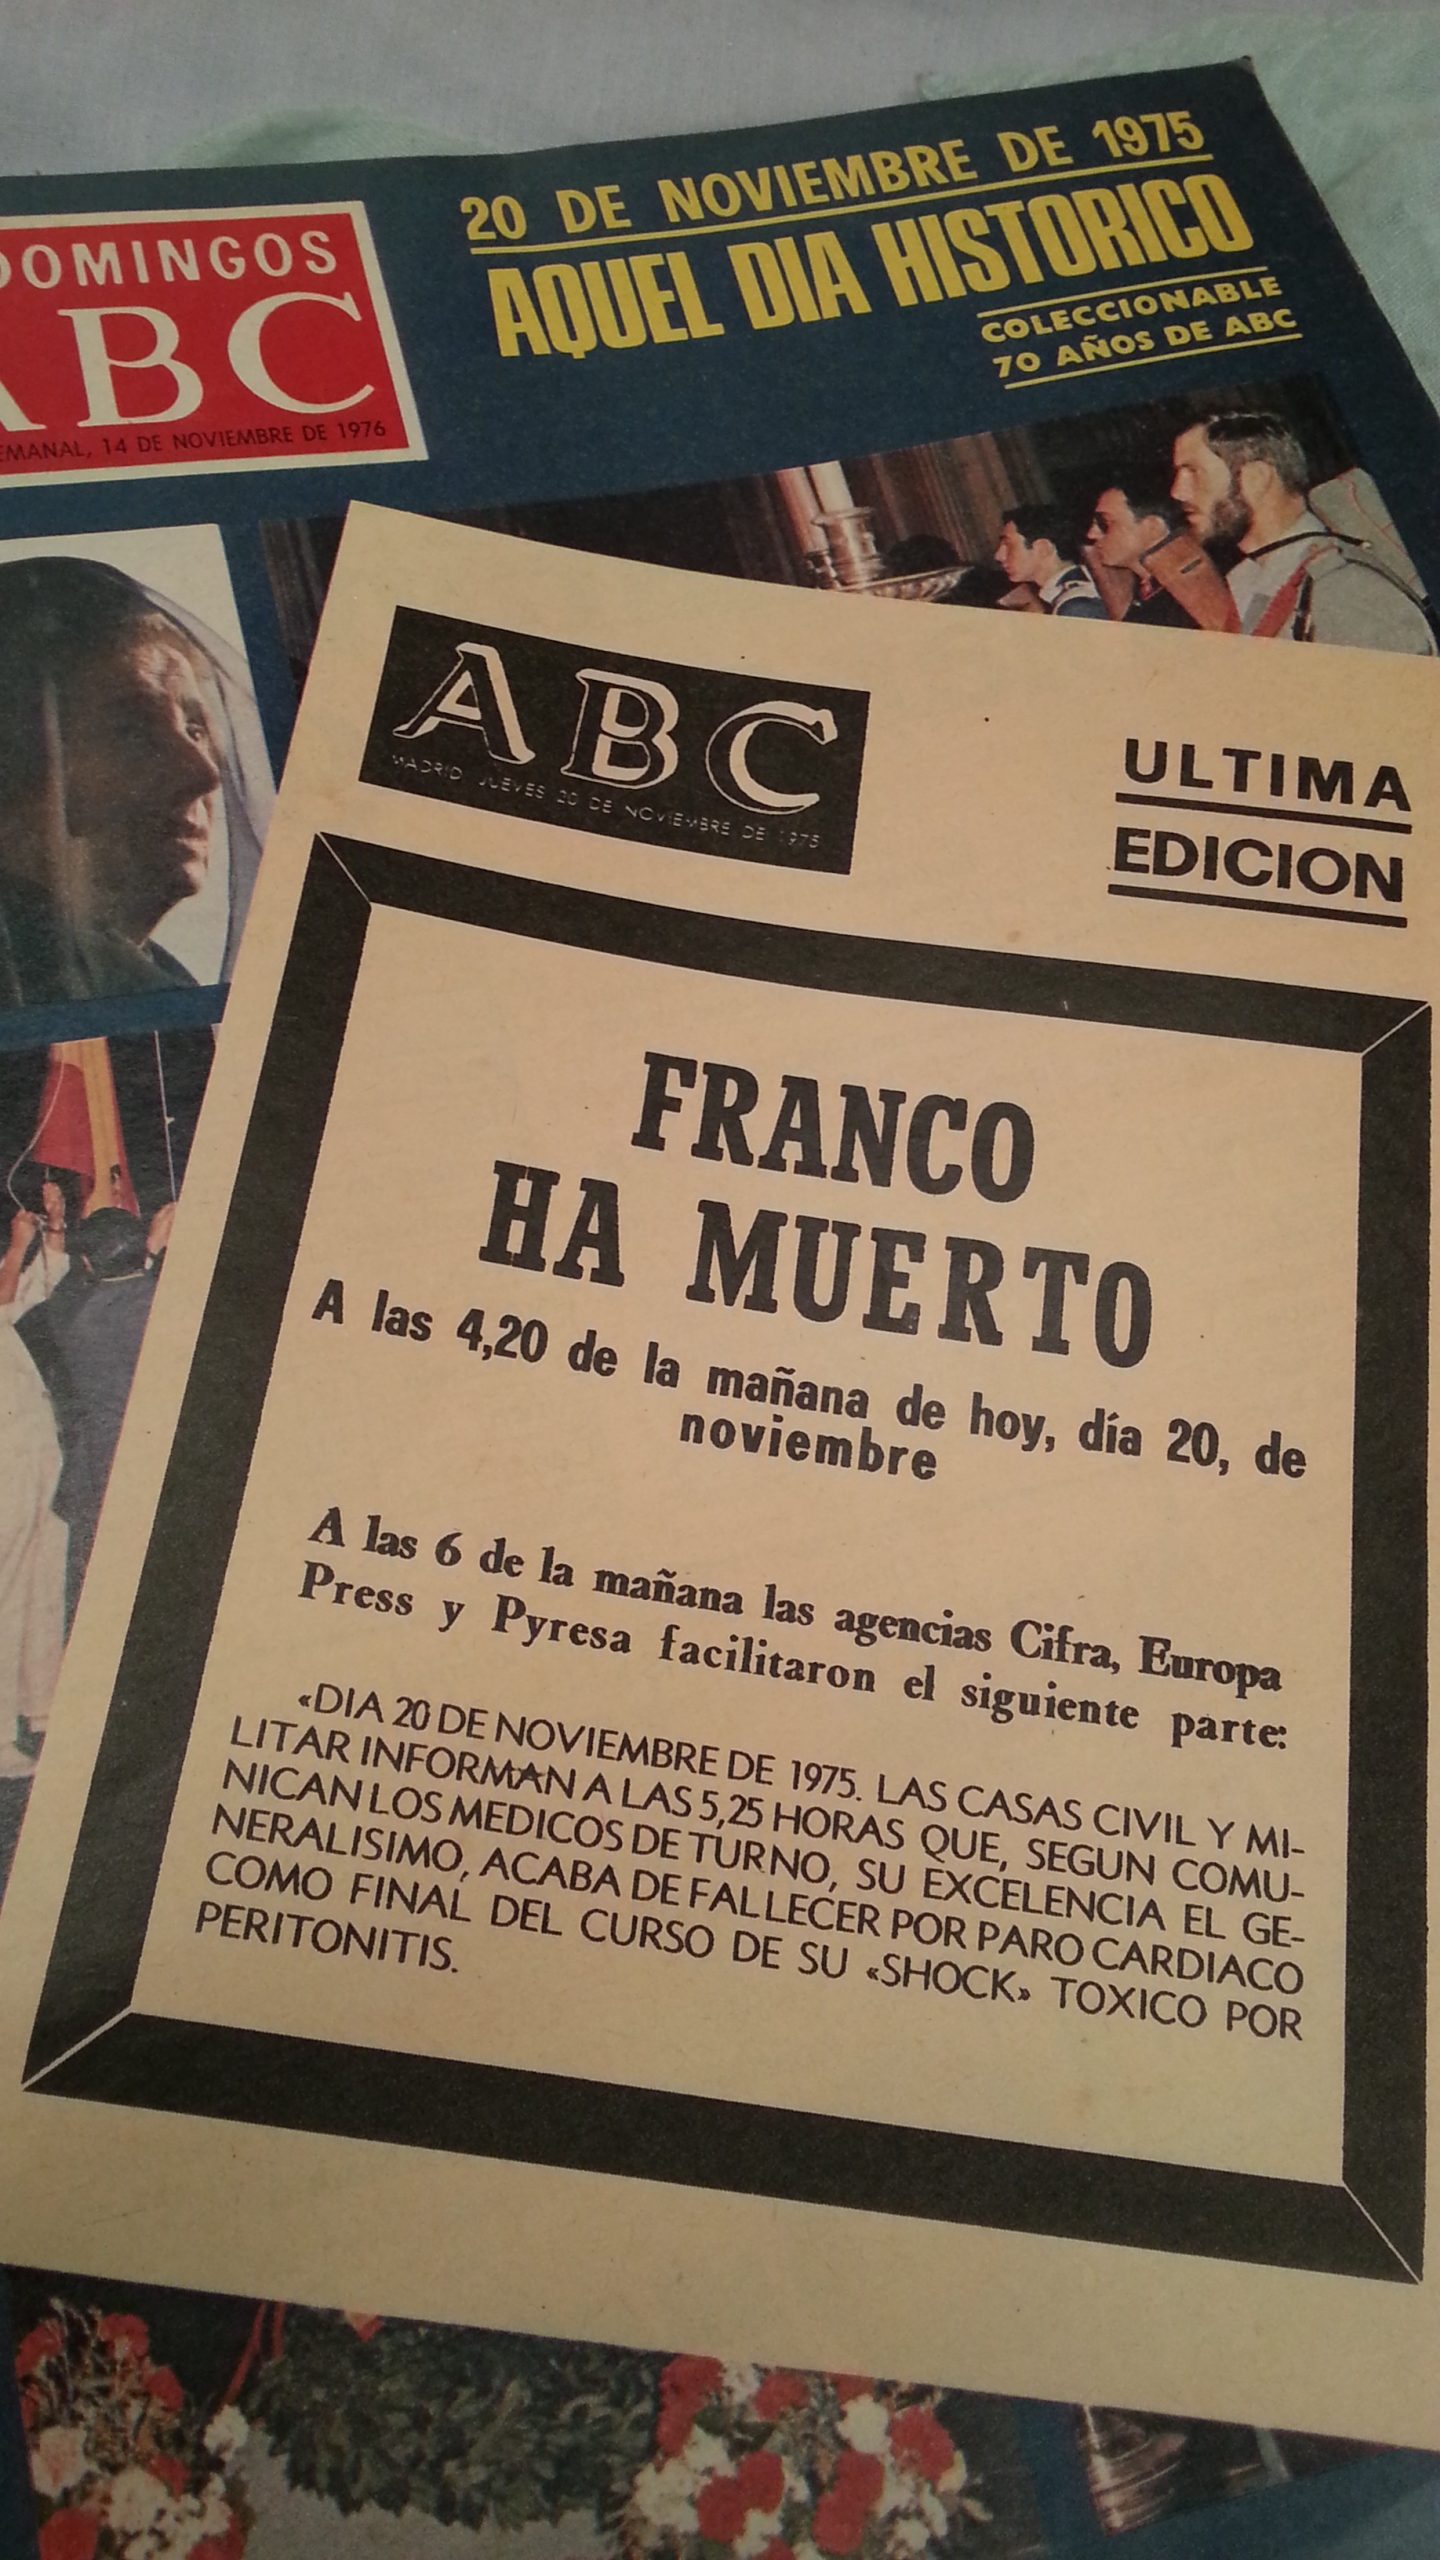 DOMINGOS
ABC
14 DE NOVIEMBRE DE 1976
20 DE NOVIEMBRE DE 1975
AQUEL DIA HISTORICO
COLECCIONABLE
70 AÑOS DE ABC
ABC
MADRID JUEVES 20 DE NOVIEMBRE DE 1975
ULTIMA
EDICION
FRANCO
HA MUERTO
A las 4,20 de la mañana de hoy, día 20, de
noviembre
A las 6 de la mañana las agencias Cifra, Europa
Press y Pyresa facilitaron el siguiente parte:
«DIA 20 DE NOVIEMBRE DE 1975. LAS CASAS CIVIL Y MI-
LITAR INFORMAN A LAS 5,25 HORAS QUE, SEGUN COMU-
NICAN LOS MEDICOS DE TURNO, SU EXCELENCIA EL GE-
NERALISIMO, ACABA DE FALLECER POR PARO CARDIACO
COMO FINAL DEL CURSO DE SU «SHOCK» TOXICO POR
PERITONITIS.